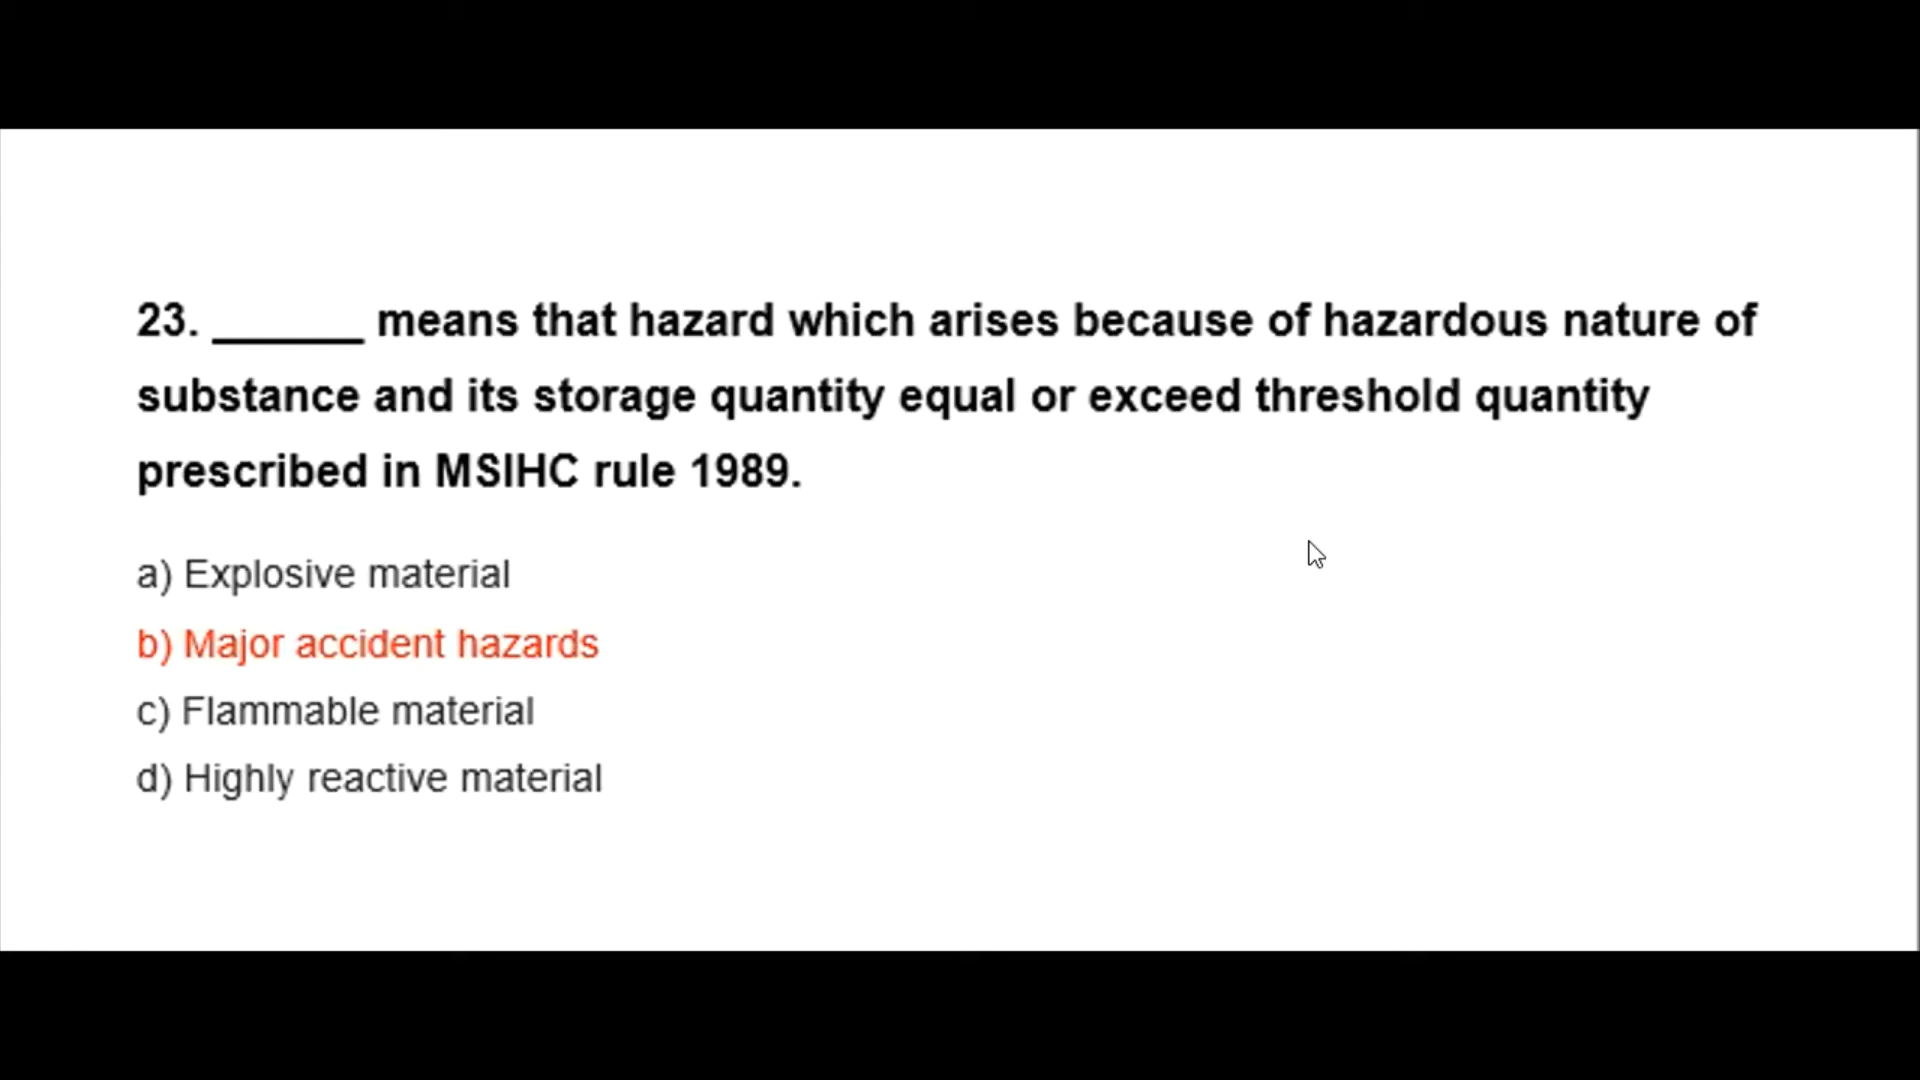 23. ______ means that hazard which arises because of hazardous nature of
substance and its storage quantity equal or exceed threshold quantity
prescribed in MSIHC rule 1989.
a) Explosive material
b) Major accident hazards
c) Flammable material
d) Highly reactive material